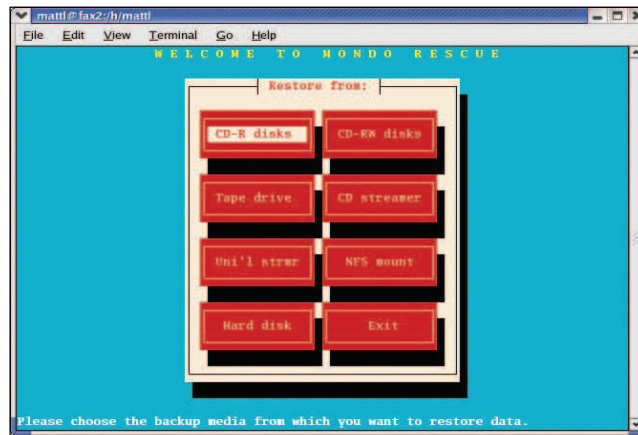 mattl@fax2:/h/mattl
File Edit View Terminal Go Help
WELCOME TO MONDO RESCUE
Restore from:
CD-R disks CD-RW disks
Tape drive CD streamer
Uni'l strmr NFS mount
Hard disk Exit
Please choose the backup media from which you want to restore data.